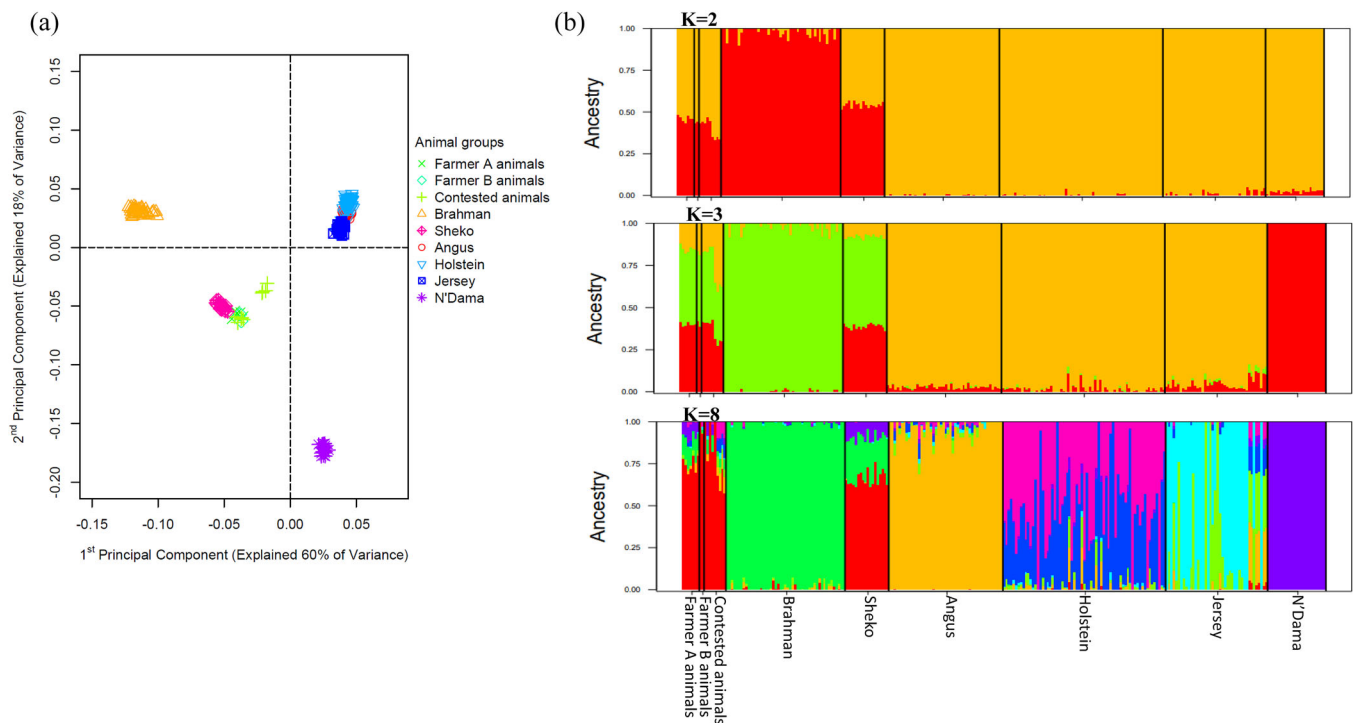 (a)
0.15
0.10
0.05
0.00
-0.05
-0.10
-0.15
-0.20
2nd Principal Component (Explained 18% of Variance)
-0.15 -0.10 -0.05 0.00 0.05
1st Principal Component (Explained 60% of Variance)
Animal groups
Farmer A animals
Farmer B animals
Contested animals
Brahman
Sheko
Angus
Holstein
Jersey
N'Dama
(b)
K=2
1.00
0.75
0.50
0.25
0.00
Ancestry
K=3
1.00
0.75
0.50
0.25
0.00
Ancestry
K=8
1.00
0.75
0.50
0.25
0.00
Ancestry
Farmer A animals
Farmer B animals
Contested animals
Brahman
Sheko
Angus
Holstein
Jersey
N'Dama